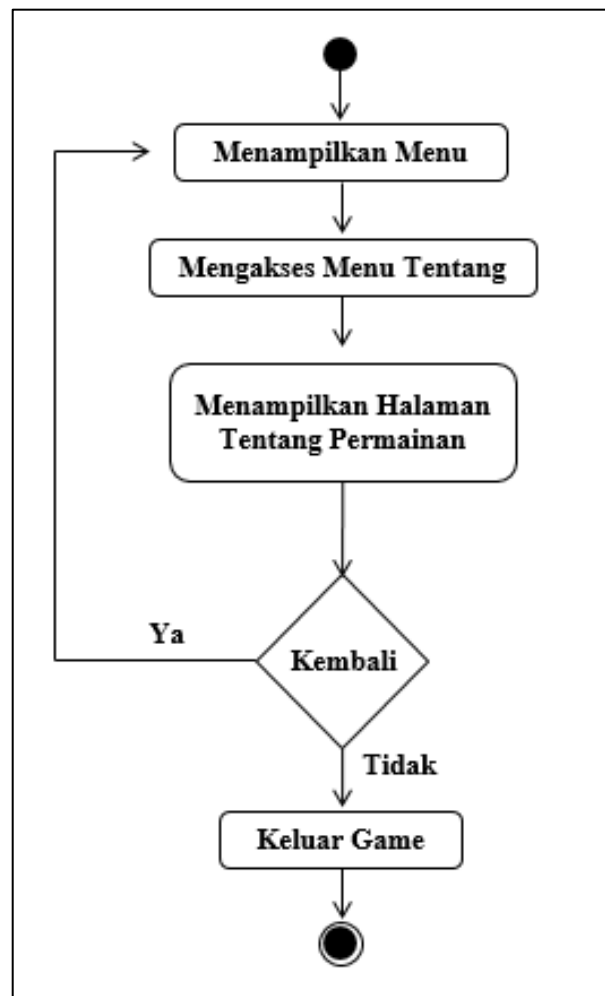 Menampilkan Menu
Mengakses Menu Tentang
Menampilkan Halaman
Tentang Permainan
Ya
Kembali
Tidak
Keluar Game